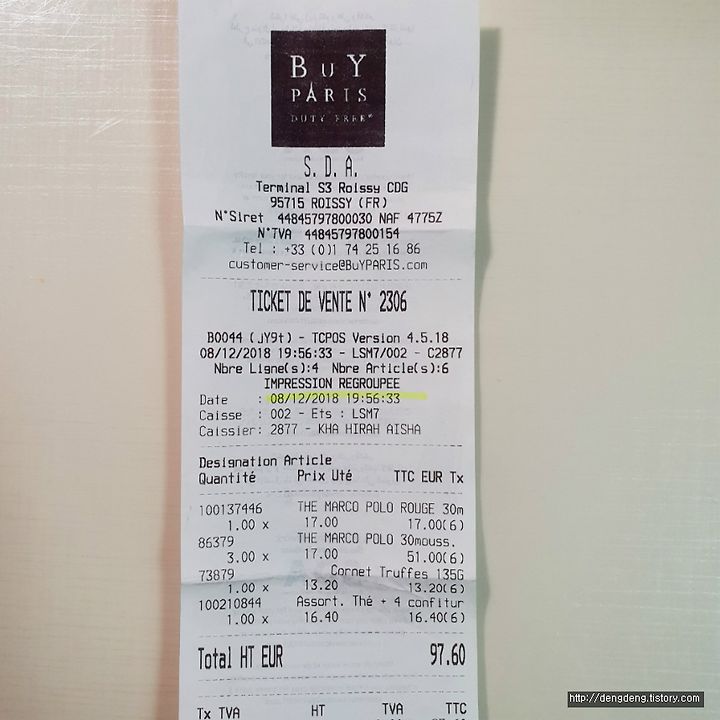 BuY
PARIS
DUTY FREE
S. D. A.
Terminal S3 Roissy CDG
95715 ROISSY (FR)
N°Siret 44845797800030 NAF 4775Z
N°TVA 44845797800154
Tel : +33 (0)1 74 25 16 86
customer-service@BuYPARIS.com
TICKET DE VENTE N° 2306
B0044 (JY9t) - TCPOS Version 4.5.18
08/12/2018 19:56:33 - LSM7/002 - C2877
Nbre Ligne(s):4 Nbre Article(s):6
IMPRESSION REGROUPEE
Date : 08/12/2018 19:56:33
Caisse : 002 - Ets : LSM7
Caissier: 2877 - KHA HIRAH AISHA
Designation Article
Quantité Prix Uté TTC EUR Tx
100137446 THE MARCO POLO ROUGE 30m
1.00 x 17.00 17.00(6)
86379 THE MARCO POLO 30mouss.
3.00 x 17.00 51.00(6)
73879 Cornet Truffes 135G
1.00 x 13.20 13.20(6)
100210844 Assort. Thé + 4 confitur
1.00 x 16.40 16.40(6)
Total HT EUR 97.60
Tx TVA HT TVA TTC
http://dengdeng.tistory.com